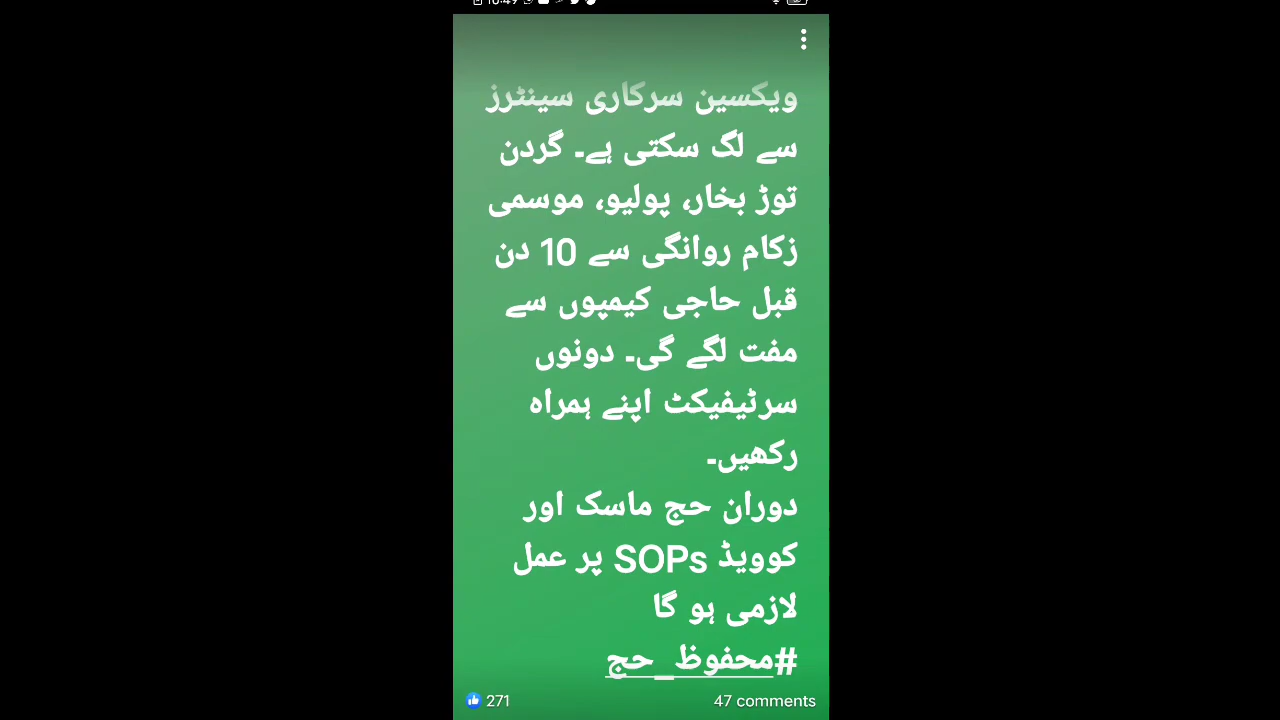 10:49
ویکسین سرکاری سینٹرز
سے لگ سکتی ہے۔ گردن
توڑ بخار، پولیو، موسمی
زکام روانگی سے 10 دن
قبل حاجی کیمپوں سے
مفت لگے گی۔ دونوں
سرٹیفیکٹ اپنے ہمراہ
رکھیں۔
دوران حج ماسک اور
کوویڈ SOPs پر عمل
لازمی ہو گا
#محفوظ_حج
271
47 comments